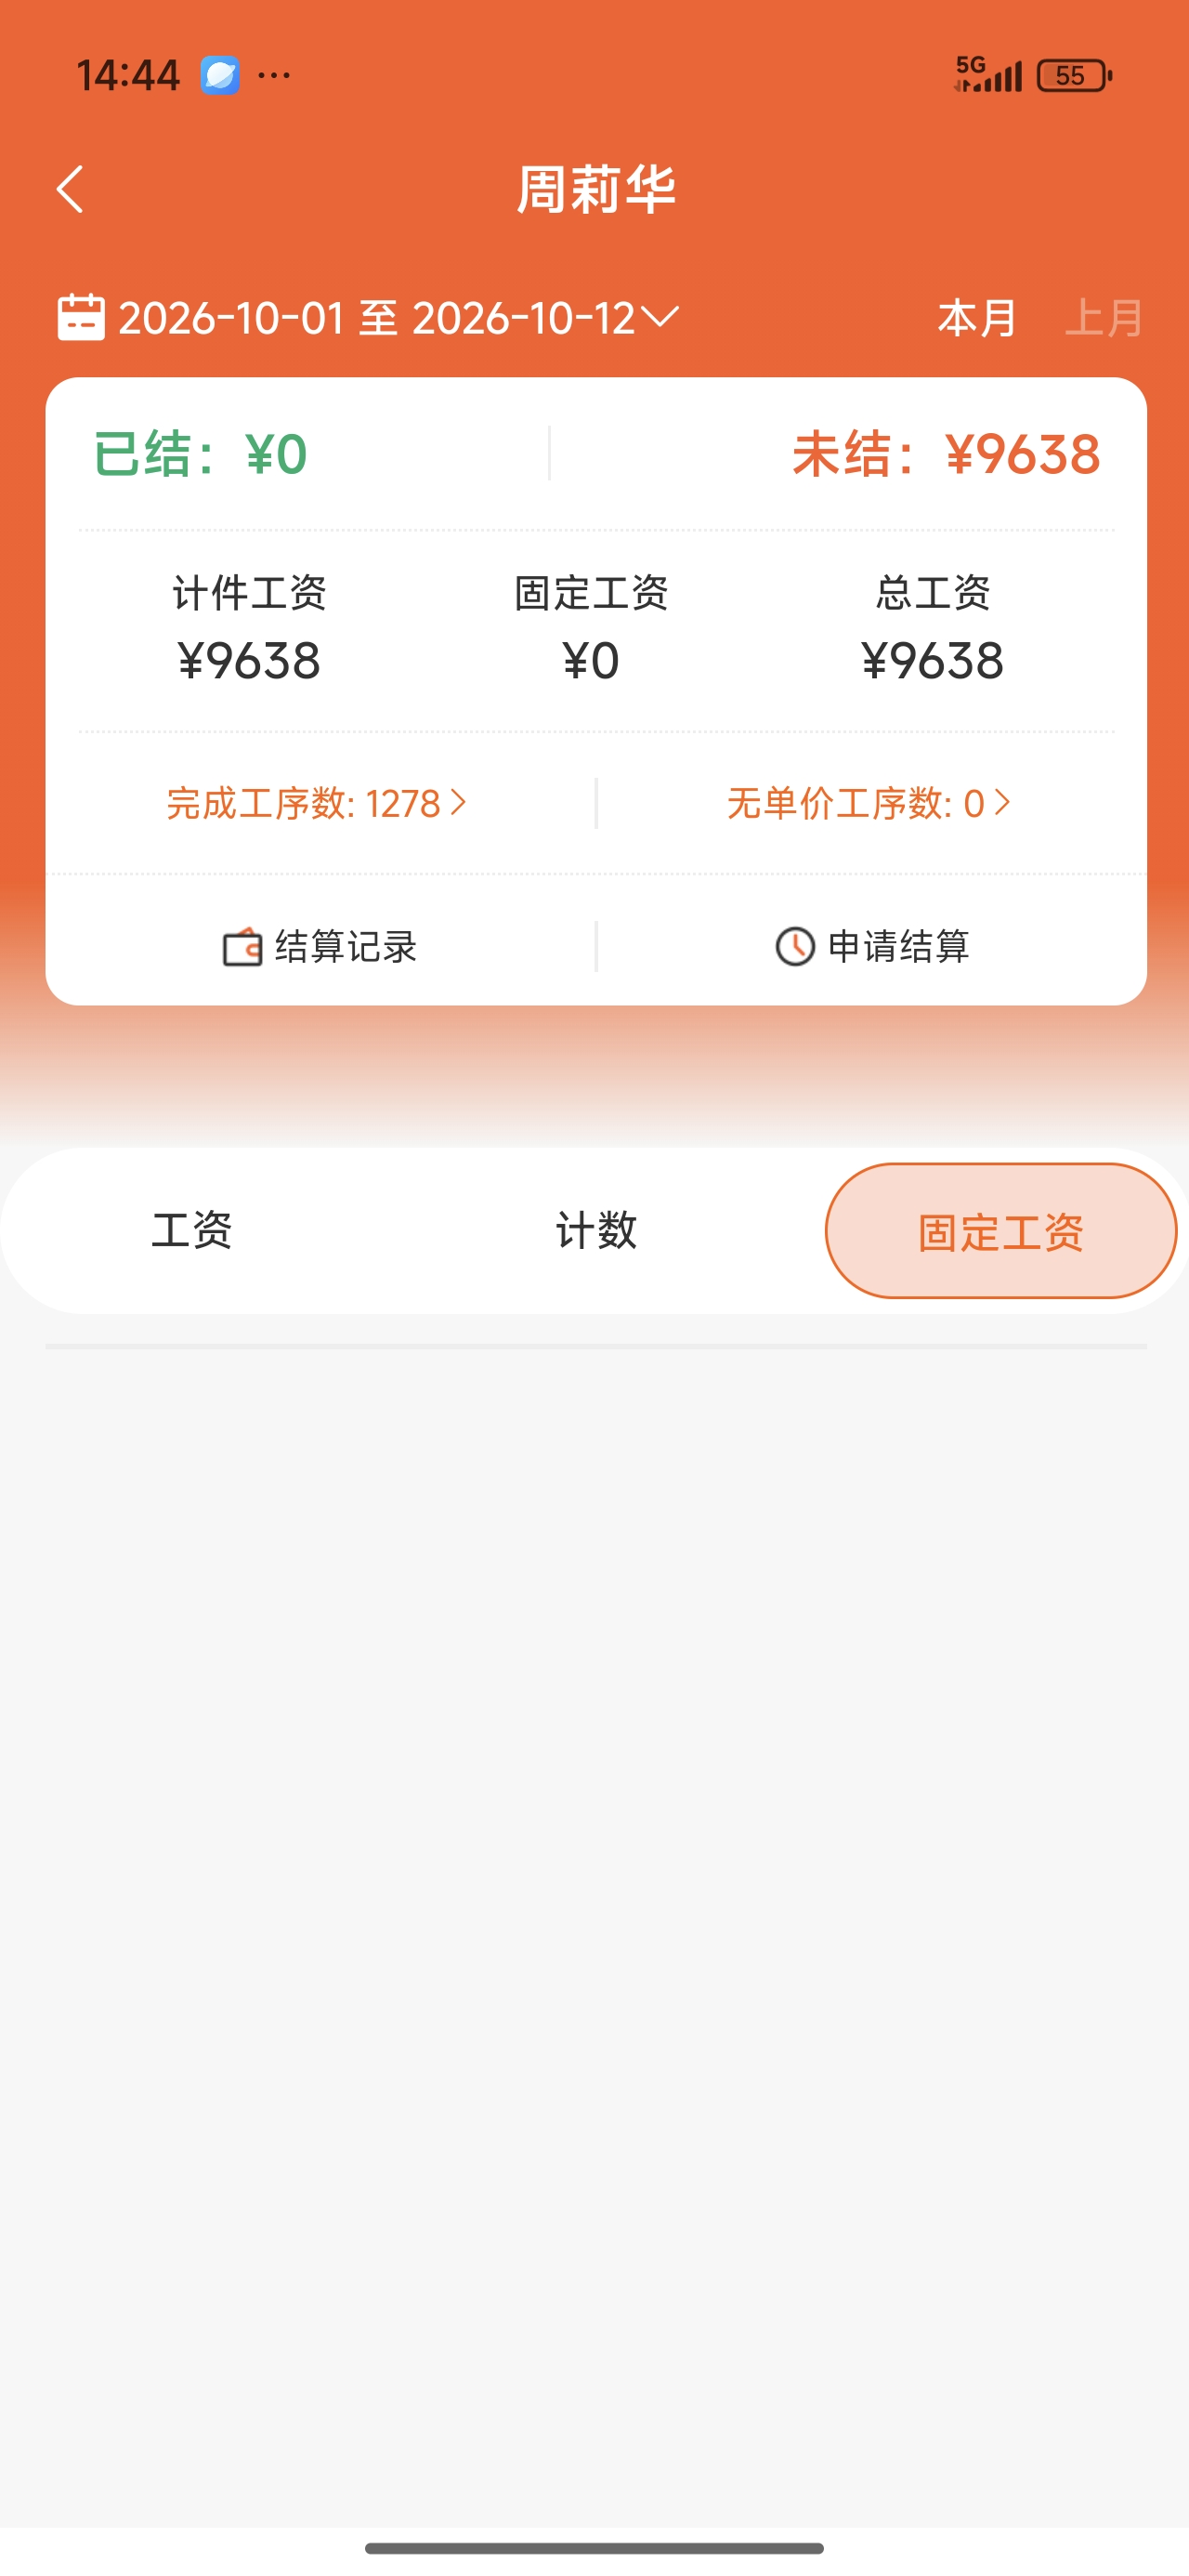 14:44 ... 5G 55
周莉华
2026-10-01 至 2026-10-12 本月 上月
已结：¥0 未结：¥9638
计件工资 固定工资 总工资
¥9638 ¥0 ¥9638
完成工序数: 1278 无单价工序数: 0
结算记录 申请结算
工资 计数 固定工资